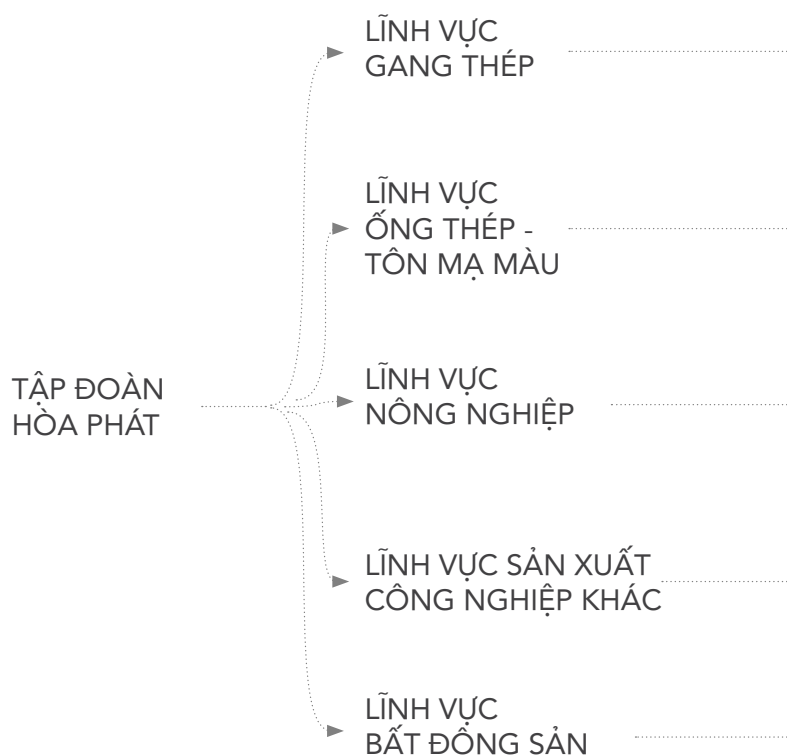 LĨNH VỰC
GANG THÉP
LĨNH VỰC
ỐNG THÉP -
TÔN MẠ MÀU
TẬP ĐOÀN
HÒA PHÁT
LĨNH VỰC
NÔNG NGHIỆP
LĨNH VỰC SẢN XUẤT
CÔNG NGHIỆP KHÁC
LĨNH VỰC
BẤT ĐỘNG SẢN